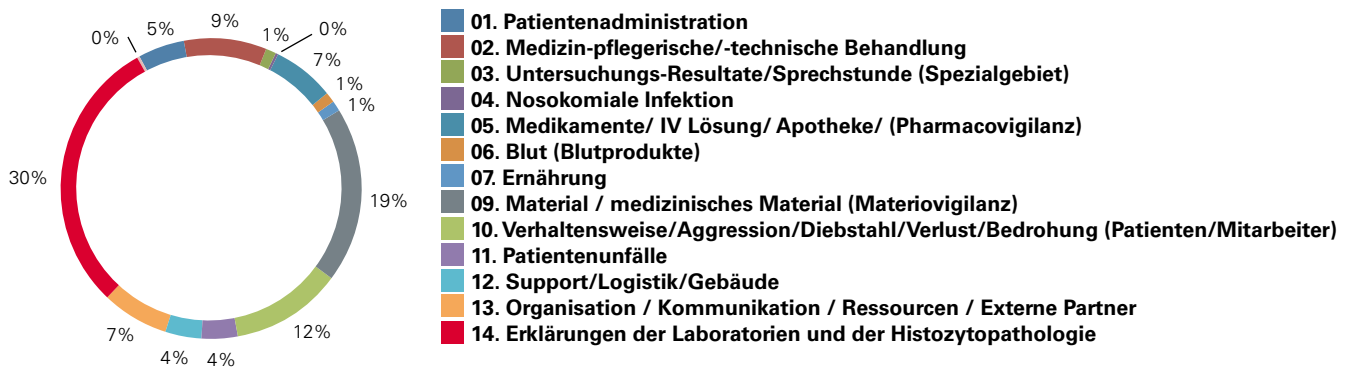 0%
5%
9%
1%
0%
7%
1%
1%
19%
12%
4%
4%
7%
30%
01. Patientenadministration
02. Medizin-pflegerische/-technische Behandlung
03. Untersuchungs-Resultate/Sprechstunde (Spezialgebiet)
04. Nosokomiale Infektion
05. Medikamente/ IV Lösung/ Apotheke/ (Pharmacovigilanz)
06. Blut (Blutprodukte)
07. Ernährung
09. Material / medizinisches Material (Materiovigilanz)
10. Verhaltensweise/Aggression/Diebstahl/Verlust/Bedrohung (Patienten/Mitarbeiter)
11. Patientenunfälle
12. Support/Logistik/Gebäude
13. Organisation / Kommunikation / Ressourcen / Externe Partner
14. Erklärungen der Laboratorien und der Histozytopathologie